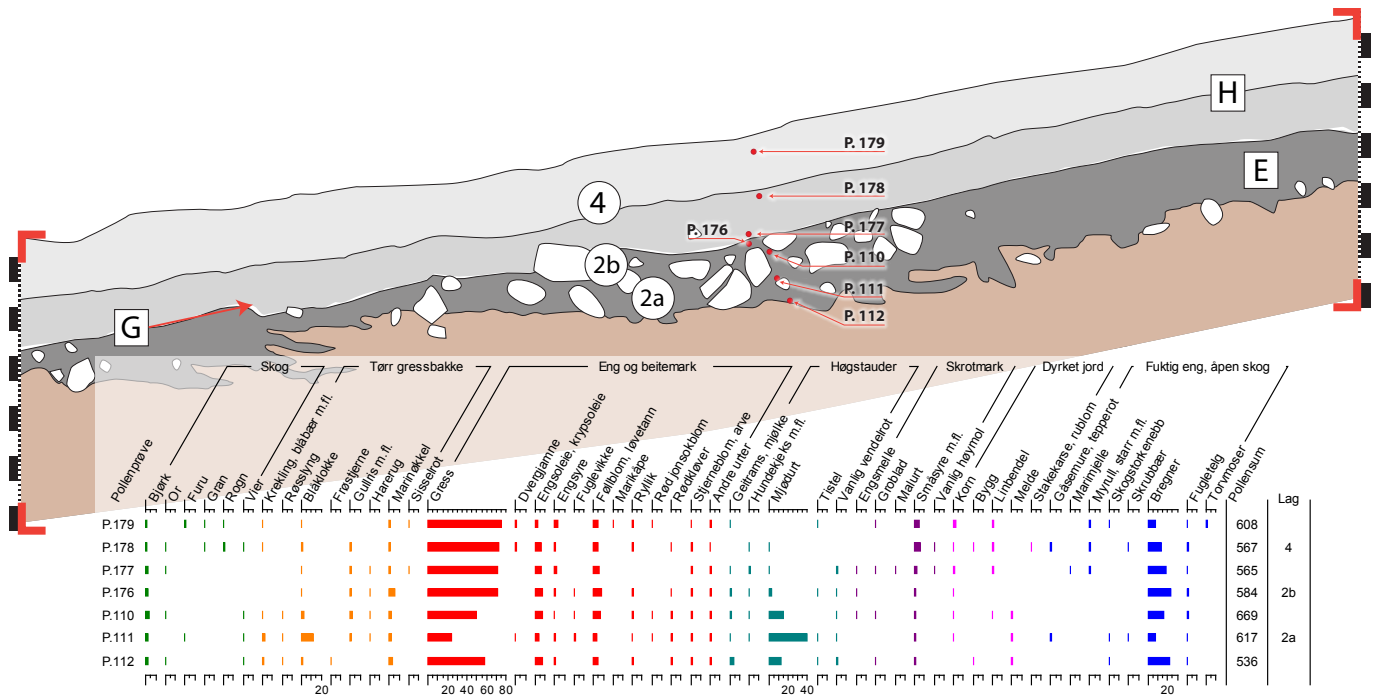 H
P. 179
E
4
P. 178
P. 176
P. 177
2b
P. 110
2a
P. 111
G
P. 112
Skog
Tørr gressbakke
Eng og beitemark
Høgstauder
Skrotmark
Dyrket jord
Fuktig eng, åpen skog
Pollenprøve
Bjørk
Or
Furu
Gran
Rogn
Vier
Krekling, blåbær m.fl.
Røsslyng
Blåklokke
Frøstjerne
Gullris m. fl.
Harerug
Marinøkkel
Sisselrot
Gress
Dvergjamne
Engsoleie, krypsoleie
Engsyre
Fuglevikke
Føllblom, løvetann
Marikåpe
Ryllik
Rød jonsokblom
Rødkløver
Stjerneblom, arve
Andre urter
Geitrams, mjølke
Hundekjeks m.fl.
Mjødurt
Tistel
Vanlig vendelrot
Engsmelle
Groblad
Malurt
Småsyre m.fl.
Vanlig høymol
Korn
Bygg
Linbendel
Melde
Stakekarse, rublom
Gåsemure, tepperot
Marimjelle
Myrull, starr m.fl.
Skogstorkenebb
Skrubbær
Bregner
Fugletelg
Torvmoser
Pollensum
Lag
P.179 608
P.178 567 4
P.177 565
P.176 584 2b
P.110 669
P.111 617 2a
P.112 536
20 20 40 60 80 20 40 20